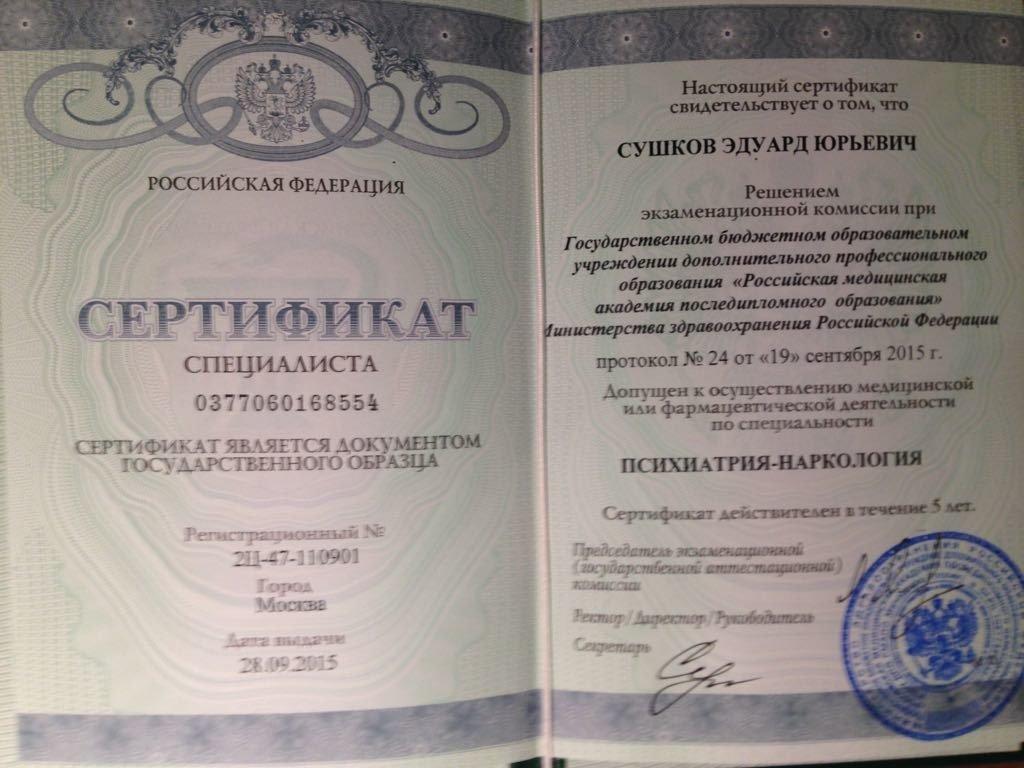 РОССИЙСКАЯ ФЕДЕРАЦИЯ
СЕРТИФИКАТ
СПЕЦИАЛИСТА
0377060168554
СЕРТИФИКАТ ЯВЛЯЕТСЯ ДОКУМЕНТОМ
ГОСУДАРСТВЕННОГО ОБРАЗЦА
Регистрационный №
2П-47-110901
Город
Москва
Дата выдачи
28.09.2015
Настоящий сертификат
свидетельствует о том, что
СУШКОВ ЭДУАРД ЮРЬЕВИЧ
Решением
экзаменационной комиссии при
Государственном бюджетном образовательном
учреждении дополнительного профессионального
образования «Российская медицинская
академия последипломного образования»
Министерства здравоохранения Российской Федерации
протокол № 24 от «19» сентября 2015 г.
Допущен к осуществлению медицинской
или фармацевтической деятельности
по специальности
ПСИХИАТРИЯ-НАРКОЛОГИЯ
Сертификат действителен в течение 5 лет.
Председатель экзаменационной
(государственной аттестационной)
комиссии
Ректор/Директор/Руководитель
Секретарь